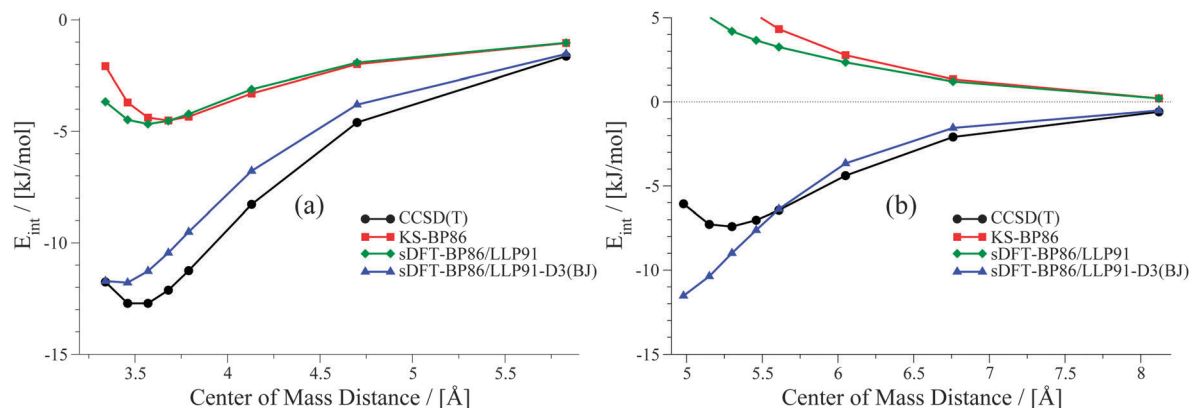 0
-5
-10
-15
E_int / [kJ/mol]
3.5
4
4.5
5
5.5
Center of Mass Distance / [Å]
(a)
CCSD(T)
KS-BP86
sDFT-BP86/LLP91
sDFT-BP86/LLP91-D3(BJ)
5
0
-5
-10
-15
E_int / [kJ/mol]
5
5.5
6
6.5
7
7.5
8
Center of Mass Distance / [Å]
(b)
CCSD(T)
KS-BP86
sDFT-BP86/LLP91
sDFT-BP86/LLP91-D3(BJ)